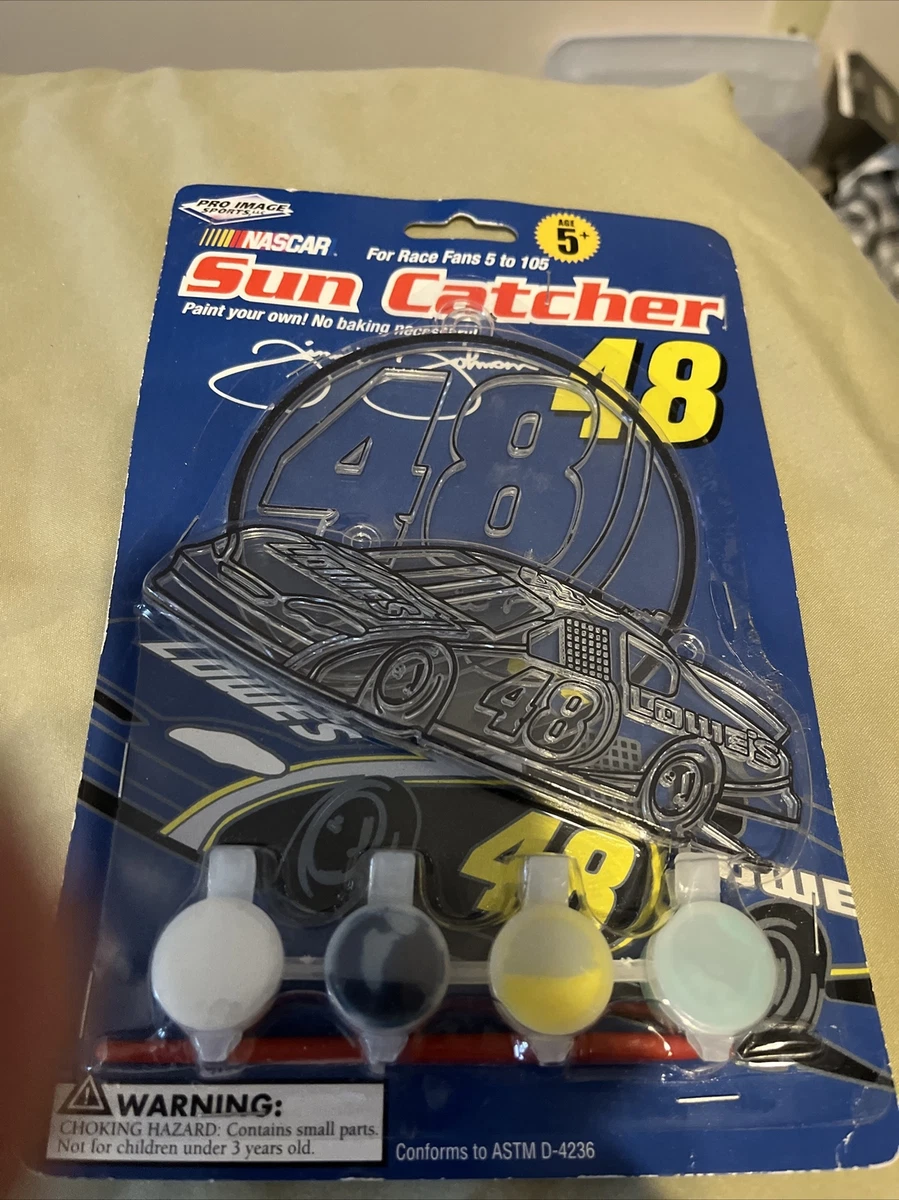 PRO IMAGE
SPORTS, LLC
AGE
5+
NASCAR
For Race Fans 5 to 105
Sun Catcher
Paint your own! No baking necessary!
48
48
LOWE'S
48
LOWE'S
LOWE'S
48
LOWE
WARNING:
CHOKING HAZARD: Contains small parts.
Not for children under 3 years old.
Conforms to ASTM D-4236